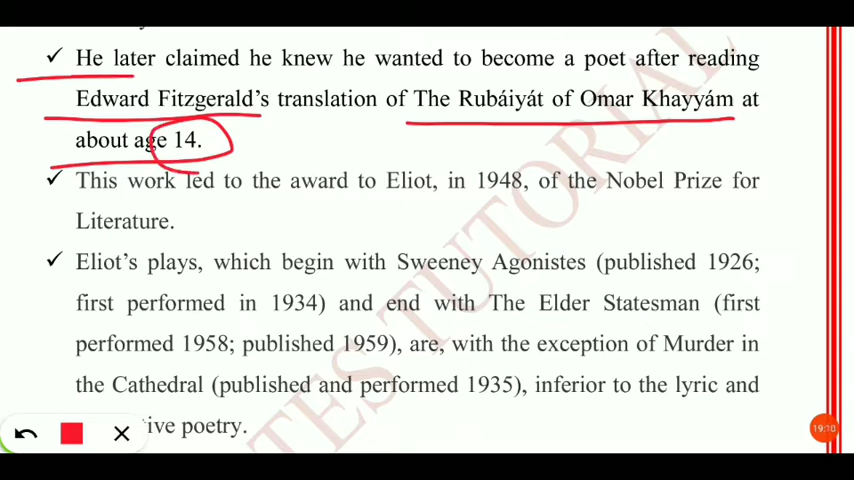 ✓ He later claimed he knew he wanted to become a poet after reading
Edward Fitzgerald's translation of The Rubáiyát of Omar Khayyám at
about age 14.
✓ This work led to the award to Eliot, in 1948, of the Nobel Prize for
Literature.
✓ Eliot's plays, which begin with Sweeney Agonistes (published 1926;
first performed in 1934) and end with The Elder Statesman (first
performed 1958; published 1959), are, with the exception of Murder in
the Cathedral (published and performed 1935), inferior to the lyric and
tive poetry.
TES TUTORIAL
19:10